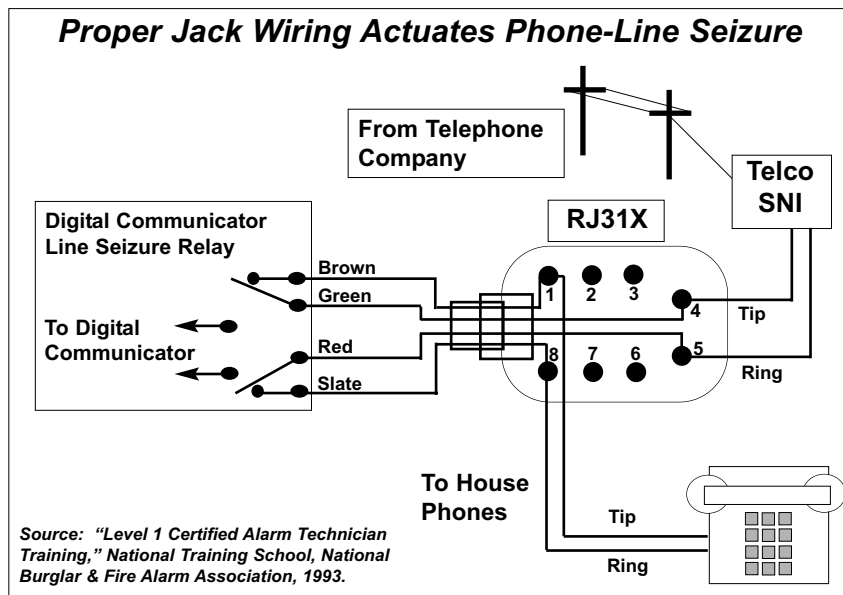 Proper Jack Wiring Actuates Phone-Line Seizure
From Telephone
Company
Telco
SNI
Digital Communicator
Line Seizure Relay
RJ31X
Brown
Green
To Digital
Communicator
Red
Slate
1
2
3
4
Tip
8
7
6
5
Ring
To House
Phones
Tip
Ring
Source: “Level 1 Certified Alarm Technician
Training,” National Training School, National
Burglar & Fire Alarm Association, 1993.